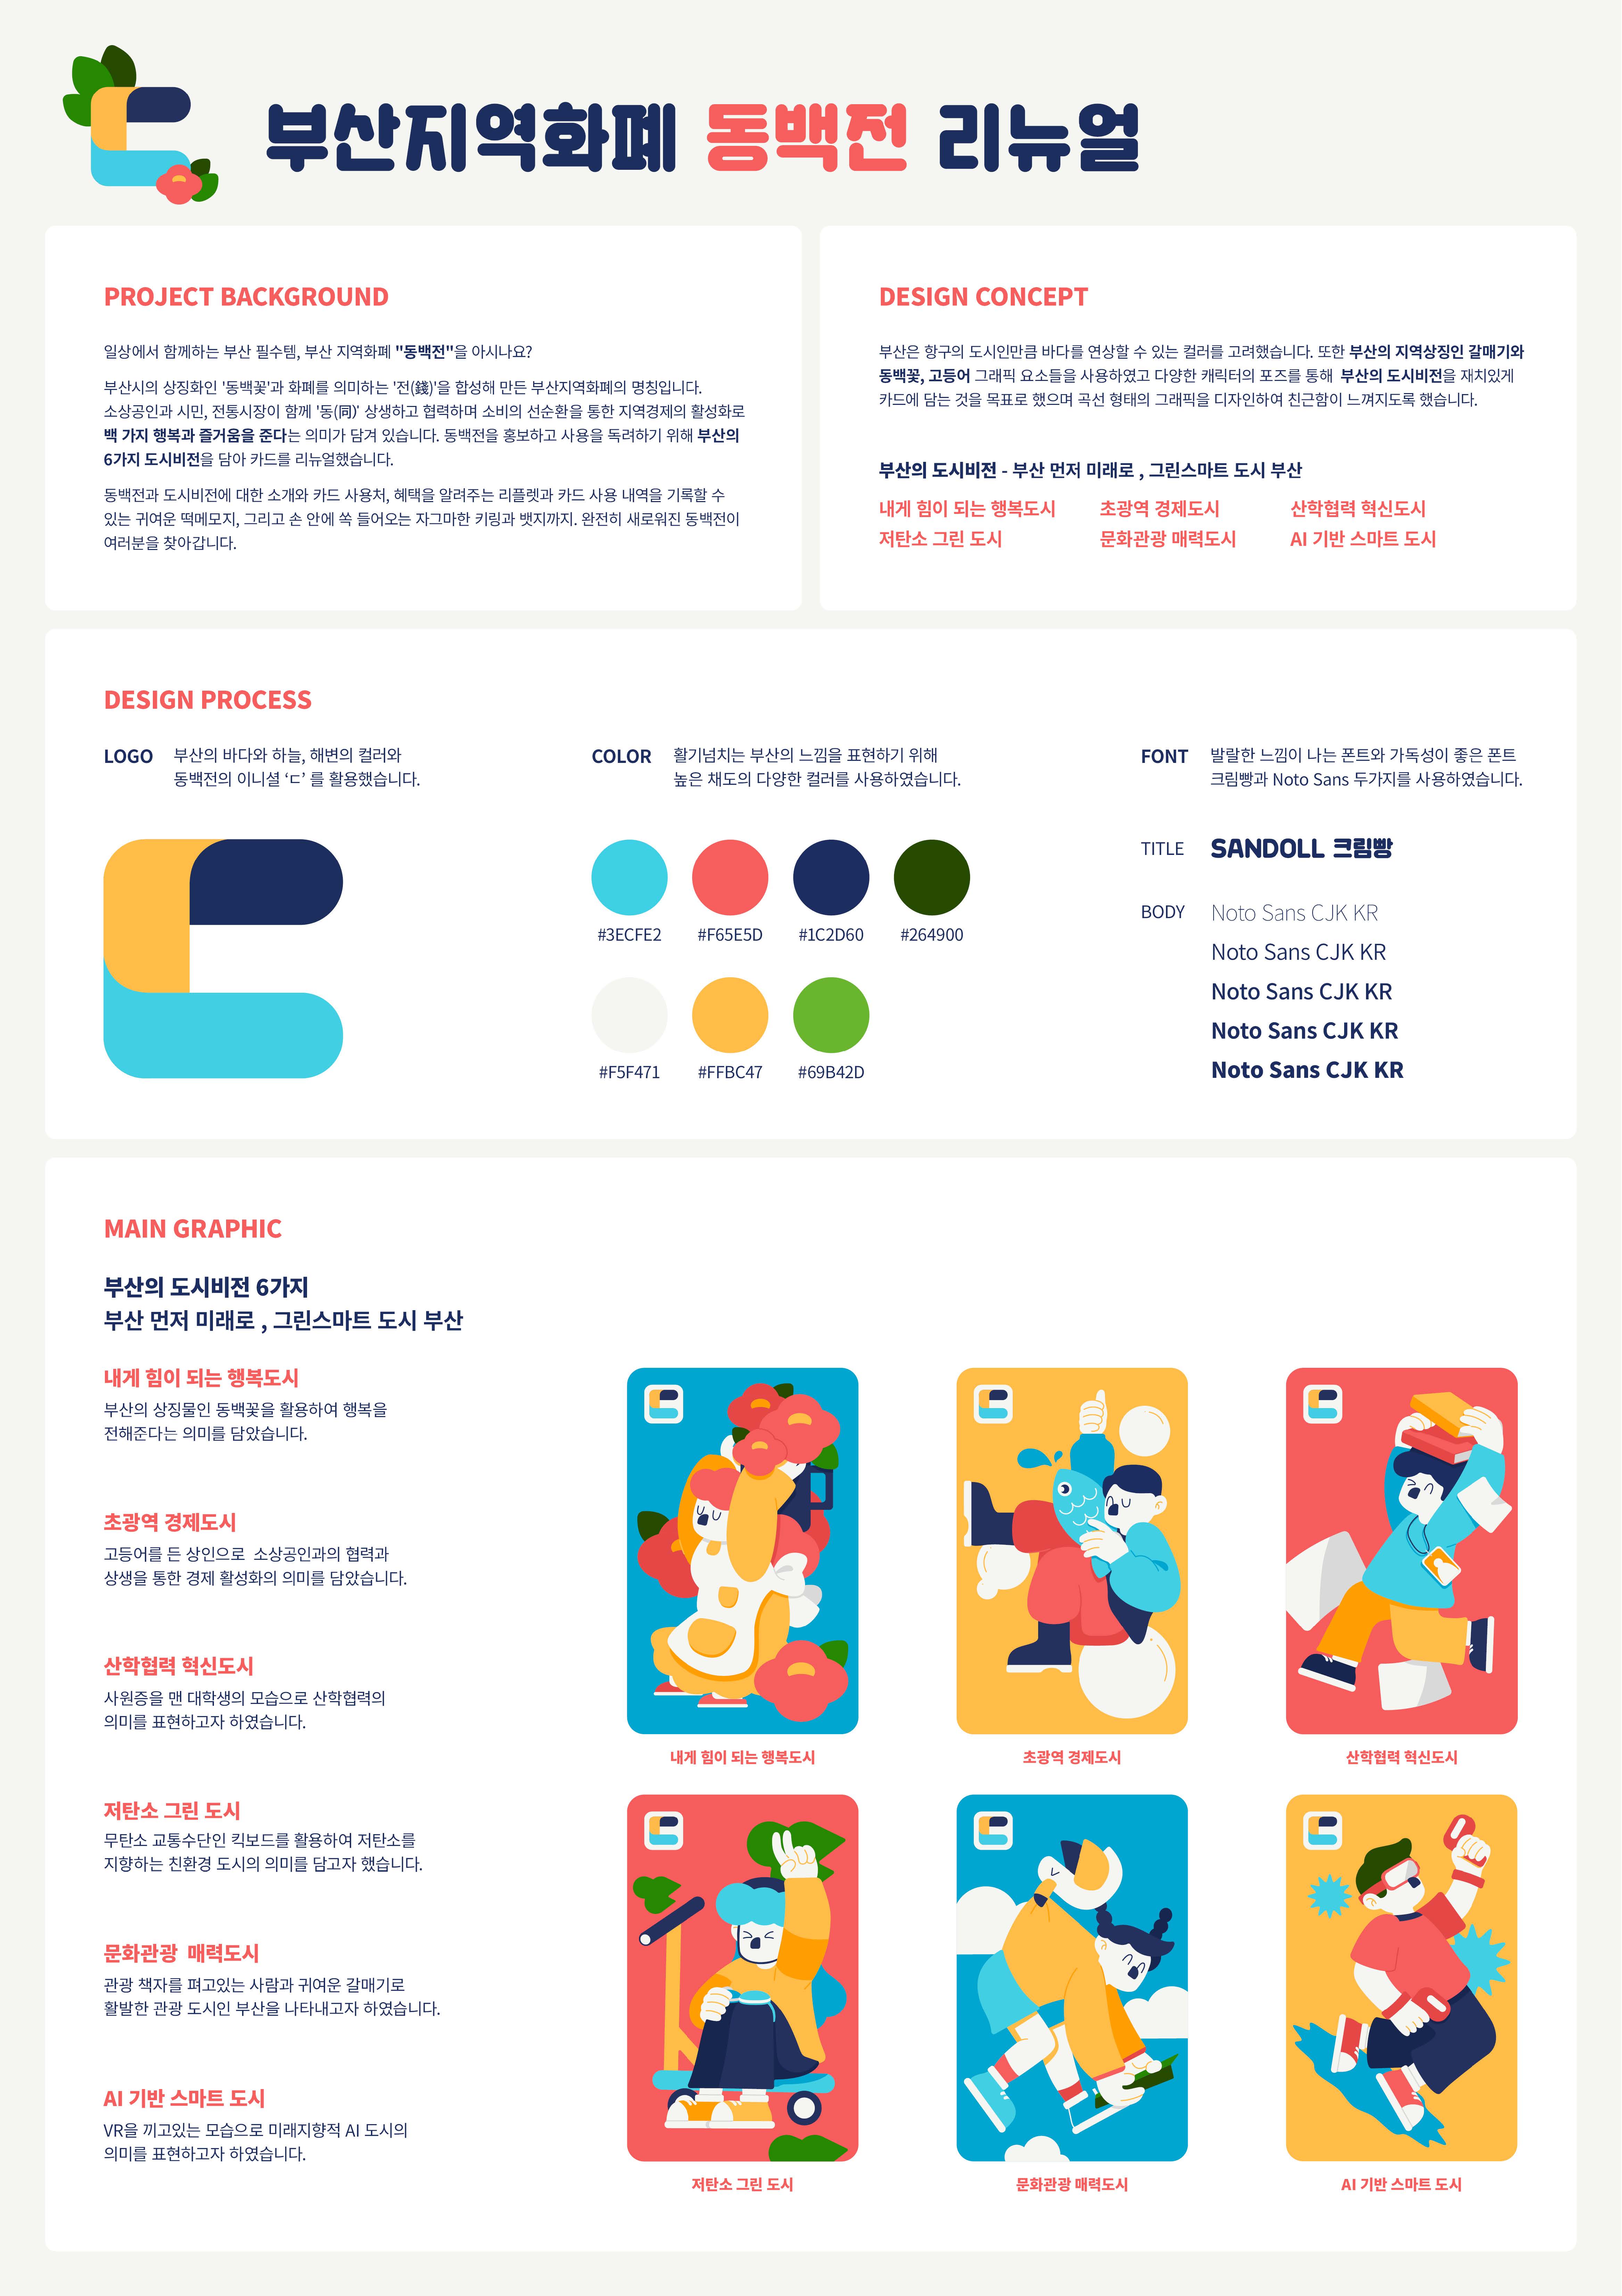 부산지역화폐 동백전 리뉴얼
PROJECT BACKGROUND
일상에서 함께하는 부산 필수템, 부산 지역화폐 "동백전"을 아시나요?
부산시의 상징화인 '동백꽃'과 화폐를 의미하는 '전(錢)'을 합성해 만든 부산지역화폐의 명칭입니다.
소상공인과 시민, 전통시장이 함께 '동(同)' 상생하고 협력하며 소비의 선순환을 통한 지역경제의 활성화로
백 가지 행복과 즐거움을 준다는 의미가 담겨 있습니다. 동백전을 홍보하고 사용을 독려하기 위해 부산의
6가지 도시비전을 담아 카드를 리뉴얼했습니다.
동백전과 도시비전에 대한 소개와 카드 사용처, 혜택을 알려주는 리플렛과 카드 사용 내역을 기록할 수
있는 귀여운 떡메모지, 그리고 손 안에 쏙 들어오는 자그마한 키링과 뱃지까지. 완전히 새로워진 동백전이
여러분을 찾아갑니다.
DESIGN CONCEPT
부산은 항구의 도시인만큼 바다를 연상할 수 있는 컬러를 고려했습니다. 또한 부산의 지역상징인 갈매기와
동백꽃, 고등어 그래픽 요소들을 사용하였고 다양한 캐릭터의 포즈를 통해 부산의 도시비전을 재치있게
카드에 담는 것을 목표로 했으며 곡선 형태의 그래픽을 디자인하여 친근함이 느껴지도록 했습니다.
부산의 도시비전 - 부산 먼저 미래로 , 그린스마트 도시 부산
내게 힘이 되는 행복도시 초광역 경제도시 산학협력 혁신도시
저탄소 그린 도시 문화관광 매력도시 AI 기반 스마트 도시
DESIGN PROCESS
LOGO 부산의 바다와 하늘, 해변의 컬러와
동백전의 이니셜 ‘ㄷ’ 를 활용했습니다.
COLOR 활기넘치는 부산의 느낌을 표현하기 위해
높은 채도의 다양한 컬러를 사용하였습니다.
#3ECFE2 #F65E5D #1C2D60 #264900
#F5F471 #FFBC47 #69B42D
FONT 발랄한 느낌이 나는 폰트와 가독성이 좋은 폰트
크림빵과 Noto Sans 두가지를 사용하였습니다.
TITLE SANDOLL 크림빵
BODY Noto Sans CJK KR
Noto Sans CJK KR
Noto Sans CJK KR
Noto Sans CJK KR
Noto Sans CJK KR
MAIN GRAPHIC
부산의 도시비전 6가지
부산 먼저 미래로 , 그린스마트 도시 부산
내게 힘이 되는 행복도시
부산의 상징물인 동백꽃을 활용하여 행복을
전해준다는 의미를 담았습니다.
초광역 경제도시
고등어를 든 상인으로 소상공인과의 협력과
상생을 통한 경제 활성화의 의미를 담았습니다.
산학협력 혁신도시
사원증을 맨 대학생의 모습으로 산학협력의
의미를 표현하고자 하였습니다.
저탄소 그린 도시
무탄소 교통수단인 킥보드를 활용하여 저탄소를
지향하는 친환경 도시의 의미를 담고자 했습니다.
문화관광 매력도시
관광 책자를 펴고있는 사람과 귀여운 갈매기로
활발한 관광 도시인 부산을 나타내고자 하였습니다.
AI 기반 스마트 도시
VR을 끼고있는 모습으로 미래지향적 AI 도시의
의미를 표현하고자 하였습니다.
내게 힘이 되는 행복도시 초광역 경제도시 산학협력 혁신도시
저탄소 그린 도시 문화관광 매력도시 AI 기반 스마트 도시